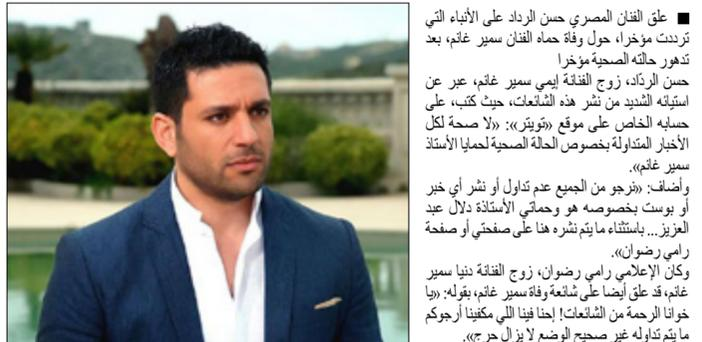 ■ علق الفنان المصري حسن الرداد على الأنباء التي
ترددت مؤخرا، حول وفاة حماه الفنان سمير غانم، بعد
تدهور حالته الصحية مؤخرا
حسن الردّاد، زوج الفنانة إيمي سمير غانم، عبر عن
استيائه الشديد من نشر هذه الشائعات، حيث كتب، على
حسابه الخاص على موقع «تويتر»: «لا صحة لكل
الأخبار المتداولة بخصوص الحالة الصحية لحمايا الأستاذ
سمير غانم».
وأضاف: «نرجو من الجميع عدم تداول أو نشر أي خبر
أو بوست بخصوصه هو وحماتي الأستاذة دلال عبد
العزيز... باستثناء ما يتم نشره هنا على صفحتي أو صفحة
رامي رضوان».
وكان الإعلامي رامي رضوان، زوج الفنانة دنيا سمير
غانم، قد علق أيضا على شائعة وفاة سمير غانم، بقوله: «يا
خوانا الرحمة من الشائعات! إحنا فينا اللي مكفينا أرجوكم
ما يتم تداوله غير صحيح الوضع لا يزال حرج».